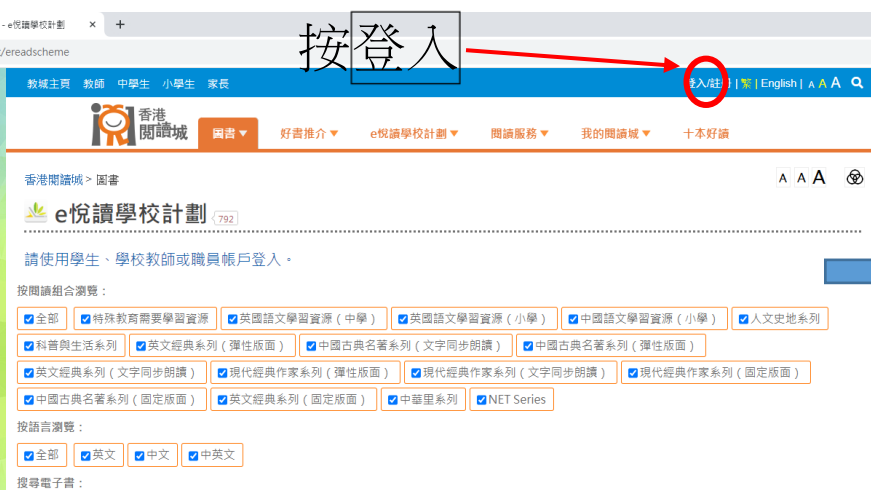 - e悅讀學校計劃 × +
/ereadscheme
按登入
教城主頁 教師 中學生 小學生 家長
登入/註冊 | 繁 | English | A A A
香港
閱讀城
圖書▼ 好書推介▼ e悅讀學校計劃▼ 閱讀服務▼ 我的閱讀城▼ 十本好讀
香港閱讀城 > 圖書
A A A
e悅讀學校計劃 792
請使用學生、學校教師或職員帳戶登入。
按閱讀組合瀏覽：
全部 特殊教育需要學習資源 英國語文學習資源（中學） 英國語文學習資源（小學） 中國語文學習資源（小學） 人文史地系列
科普與生活系列 英文經典系列（彈性版面） 中國古典名著系列（文字同步朗讀） 中國古典名著系列（彈性版面）
英文經典系列（文字同步朗讀） 現代經典作家系列（彈性版面） 現代經典作家系列（文字同步朗讀） 現代經典作家系列（固定版面）
中國古典名著系列（固定版面） 英文經典系列（固定版面） 中華里系列 NET Series
按語言瀏覽：
全部 英文 中文 中英文
搜尋電子書：